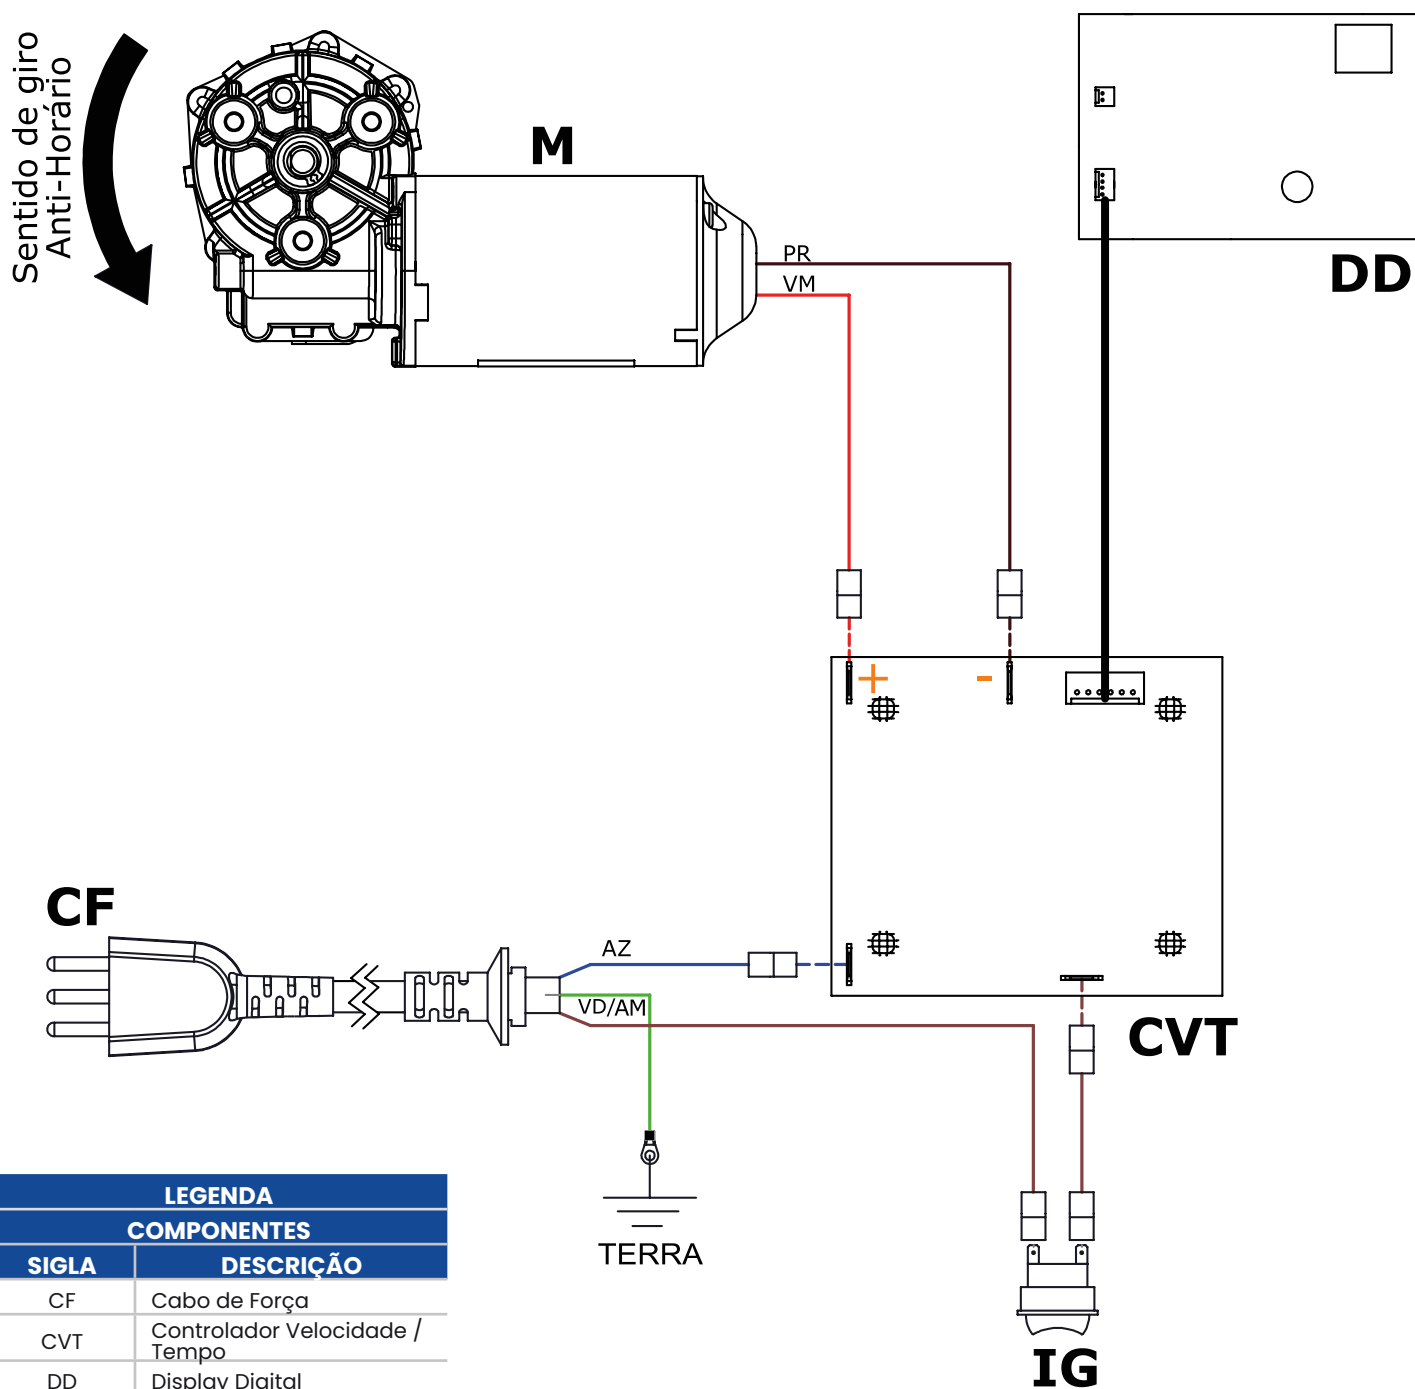 Sentido de giro
Anti-Horário
M
PR
VM
DD
+
-
CF
AZ
VD/AM
CVT
TERRA
IG
LEGENDA
COMPONENTES
SIGLA DESCRIÇÃO
CF Cabo de Força
CVT Controlador Velocidade /
Tempo
DD Display Digital